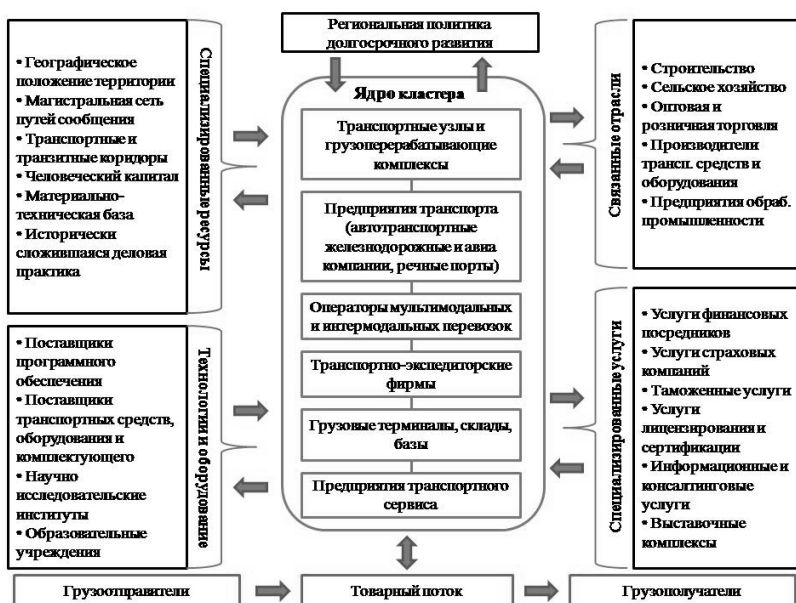 Региональная политика
долгосрочного развития
• Географическое
положение территории
• Магистральная сеть
путей сообщения
• Транспортные и
транзитные коридоры
• Человеческий капитал
• Материально-
техническая база
• Исторически
сложившаяся деловая
практика
Специализированные ресурсы
• Поставщики
программного
обеспечения
• Поставщики
транспортных средств,
оборудования и
комплектующего
• Научно
исследовательские
институты
• Образовательные
учреждения
Технологии и оборудование
Ядро кластера
Транспортные узлы и
грузоперерабатывающие
комплексы
Предприятия транспорта
(автотранспортные
железнодорожные и авиа
компании, речные порты)
Операторы мультимодальных
и интермодальных перевозок
Транспортно-экспедиторские
фирмы
Грузовые терминалы, склады,
базы
Предприятия транспортного
сервиса
Связанные отрасли
• Строительство
• Сельское хозяйство
• Оптовая и
розничная торговля
• Производители
трансп. средств и
оборудования
• Предприятия обраб.
промышленности
Специализированные услуги
• Услуги финансовых
посредников
• Услуги страховых
компаний
• Таможенные услуги
• Услуги
лицензирования и
сертификации
• Информационные и
консалтинговые
услуги
• Выставочные
комплексы
Грузоотправители
Товарный поток
Грузополучатели